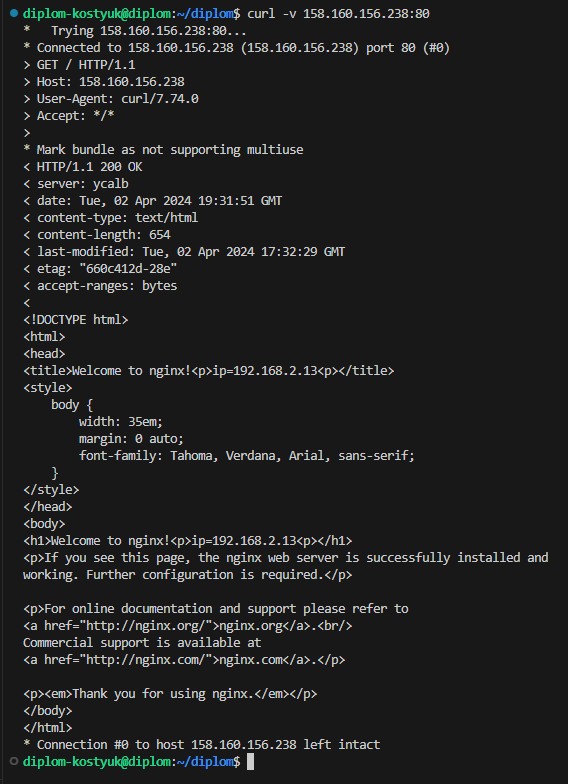 diplom-kostyuk@diplom:~/diplom$ curl -v 158.160.156.238:80
*   Trying 158.160.156.238:80...
* Connected to 158.160.156.238 (158.160.156.238) port 80 (#0)
> GET / HTTP/1.1
> Host: 158.160.156.238
> User-Agent: curl/7.74.0
> Accept: */*
>
* Mark bundle as not supporting multiuse
< HTTP/1.1 200 OK
< server: ycalb
< date: Tue, 02 Apr 2024 19:31:51 GMT
< content-type: text/html
< content-length: 654
< last-modified: Tue, 02 Apr 2024 17:32:29 GMT
< etag: "660c412d-28e"
< accept-ranges: bytes
<
<!DOCTYPE html>
<html>
<head>
<title>Welcome to nginx!<p>ip=192.168.2.13<p></title>
<style>
    body {
        width: 35em;
        margin: 0 auto;
        font-family: Tahoma, Verdana, Arial, sans-serif;
    }
</style>
</head>
<body>
<h1>Welcome to nginx!<p>ip=192.168.2.13<p></h1>
<p>If you see this page, the nginx web server is successfully installed and
working. Further configuration is required.</p>

<p>For online documentation and support please refer to
<a href="http://nginx.org/">nginx.org</a>.<br/>
Commercial support is available at
<a href="http://nginx.com/">nginx.com</a>.</p>

<p><em>Thank you for using nginx.</em></p>
</body>
</html>
* Connection #0 to host 158.160.156.238 left intact
diplom-kostyuk@diplom:~/diplom$